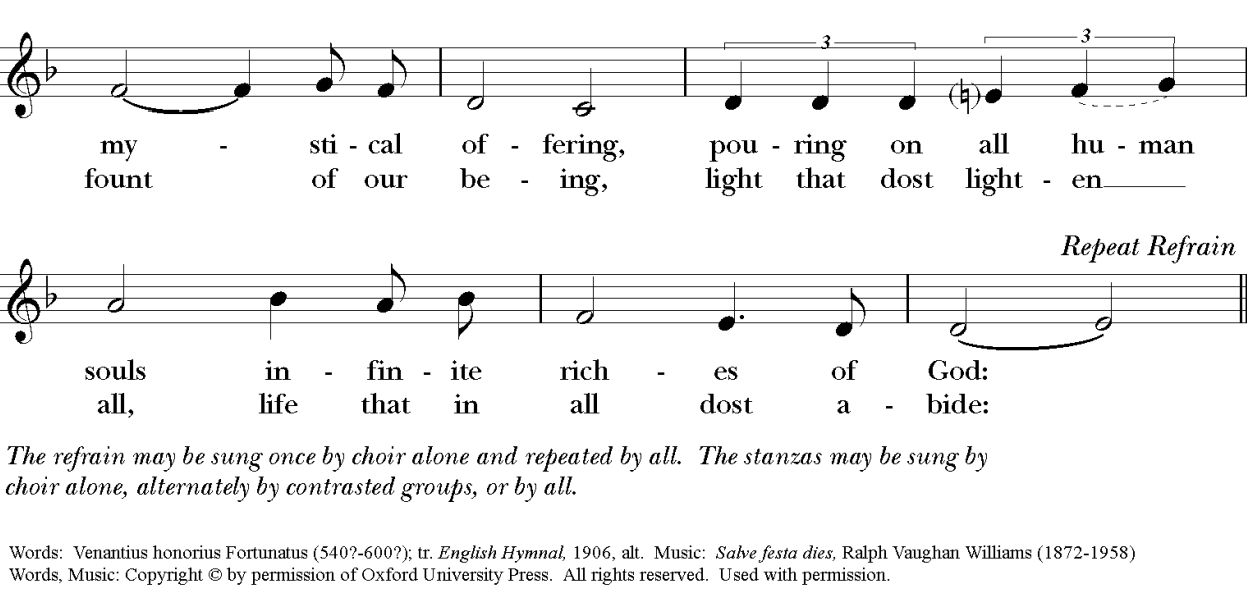 3 3
my - sti - cal of - fering, pou - ring on all hu - man
fount of our be - ing, light that dost light - en
Repeat Refrain
souls in - fin - ite rich - es of God:
all, life that in all dost a - bide:
The refrain may be sung once by choir alone and repeated by all. The stanzas may be sung by
choir alone, alternately by contrasted groups, or by all.
Words: Venantius honorius Fortunatus (540?-600?); tr. English Hymnal, 1906, alt. Music: Salve festa dies, Ralph Vaughan Williams (1872-1958)
Words, Music: Copyright © by permission of Oxford University Press. All rights reserved. Used with permission.